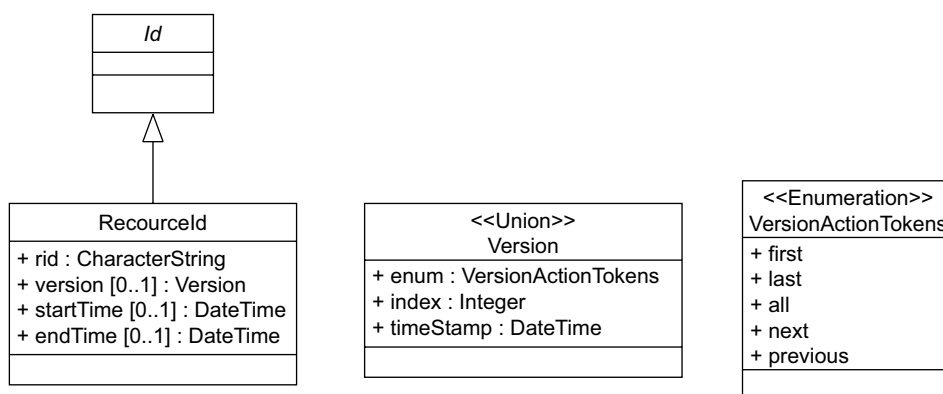 Id
RecourceId
+ rid : CharacterString
+ version [0..1] : Version
+ startTime [0..1] : DateTime
+ endTime [0..1] : DateTime
<<Union>>
Version
+ enum : VersionActionTokens
+ index : Integer
+ timeStamp : DateTime
<<Enumeration>>
VersionActionTokens
+ first
+ last
+ all
+ next
+ previous